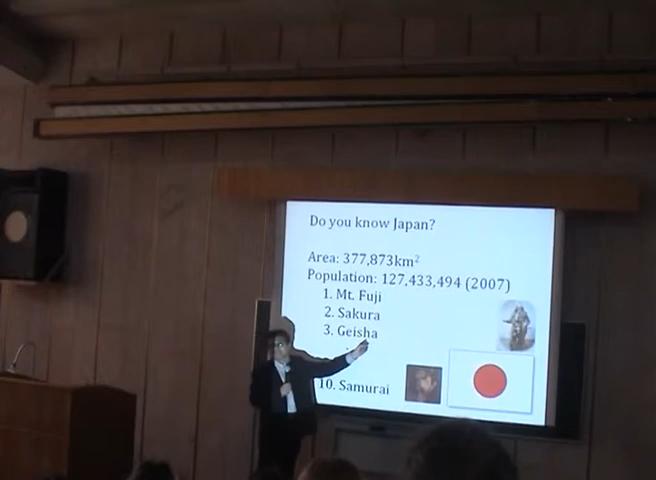 Do you know Japan?
Area: 377,873km²
Population: 127,433,494 (2007)
1. Mt. Fuji
2. Sakura
3. Geisha
10. Samurai